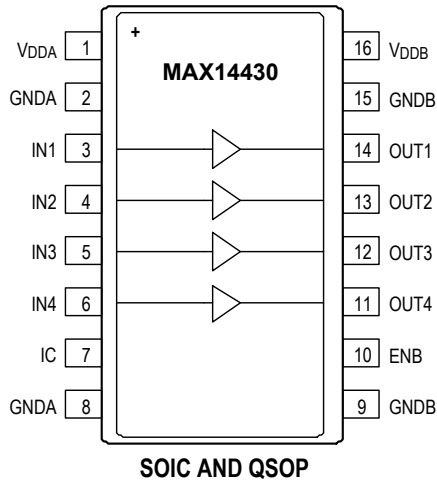 VDDA 1 + 16 VDDB
MAX14430
GNDA 2 15 GNDB
IN1 3 14 OUT1
IN2 4 13 OUT2
IN3 5 12 OUT3
IN4 6 11 OUT4
IC 7 10 ENB
GNDA 8 9 GNDB
SOIC AND QSOP